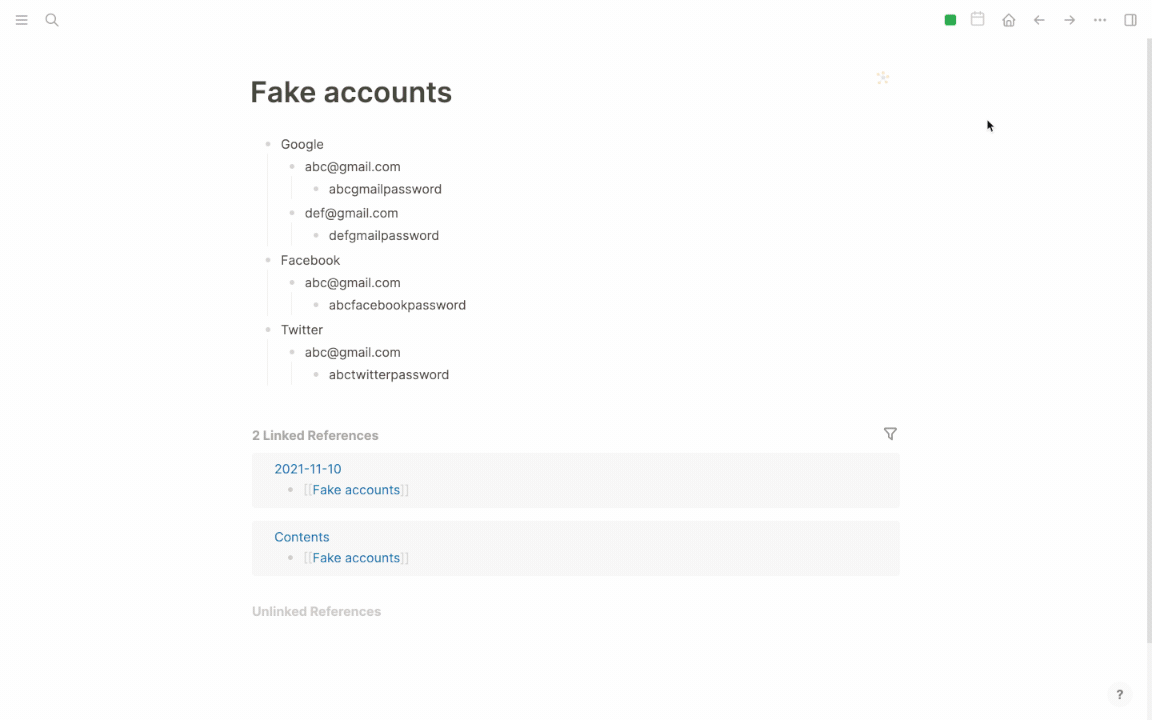 Fake accounts
Google
abc@gmail.com
abcgmailpassword
def@gmail.com
defgmailpassword
Facebook
abc@gmail.com
abcfacebookpassword
Twitter
abc@gmail.com
abctwitterpassword
2 Linked References
2021-11-10
[[Fake accounts]]
Contents
[[Fake accounts]]
Unlinked References
?